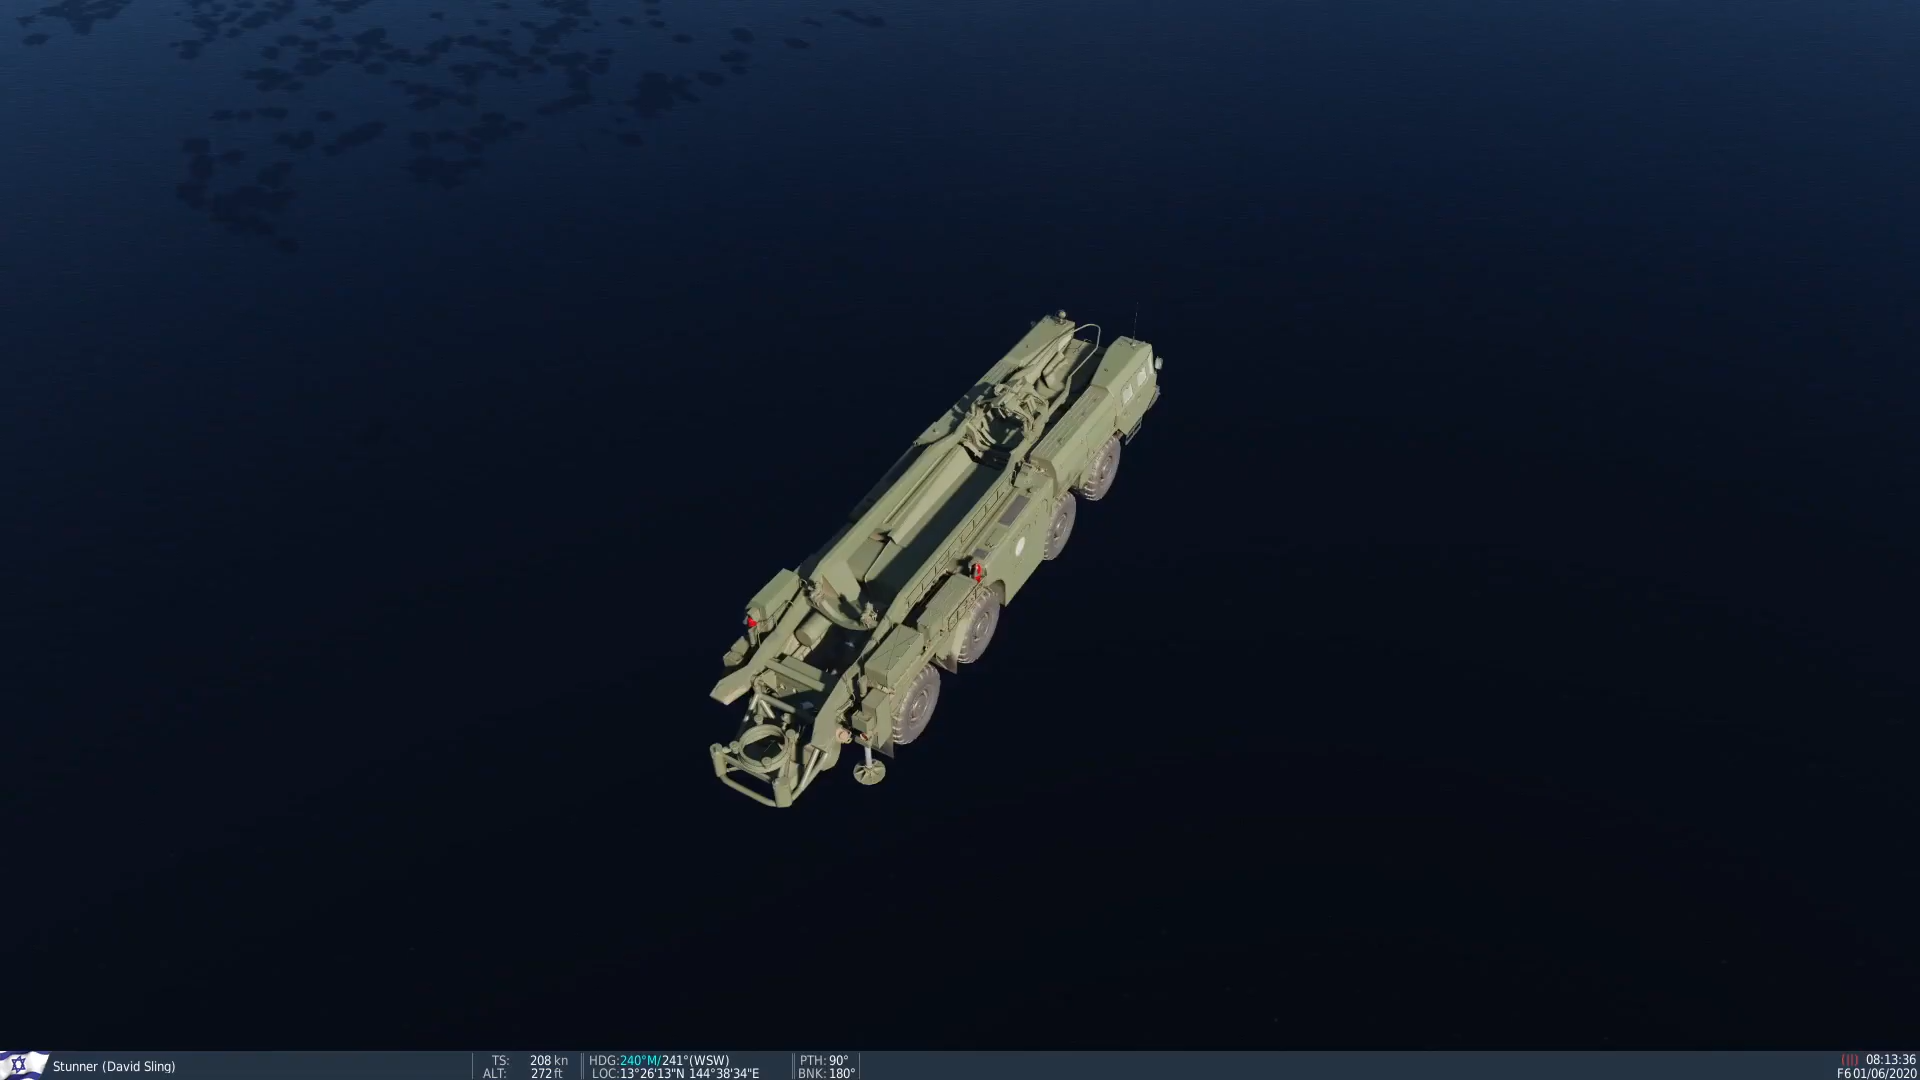 Stunner (David Sling)
TS: 208 kn
ALT: 272 ft
HDG:240°M/241°(WSW)
LOC:13°26'13"N 144°38'34"E
PTH: 90°
BNK: 180°
(||) 08:13:36
F6 01/06/2020